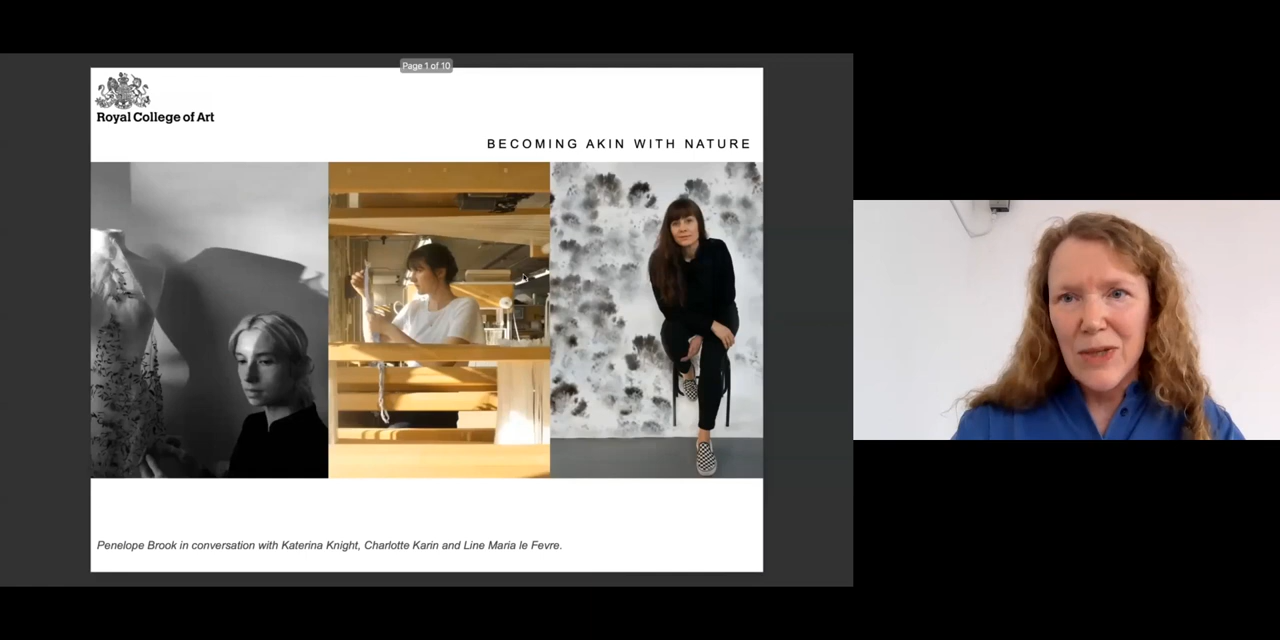 Page 1 of 10
Royal College of Art
BECOMING AKIN WITH NATURE
Penelope Brook in conversation with Katerina Knight, Charlotte Karin and Line Maria le Fevre.